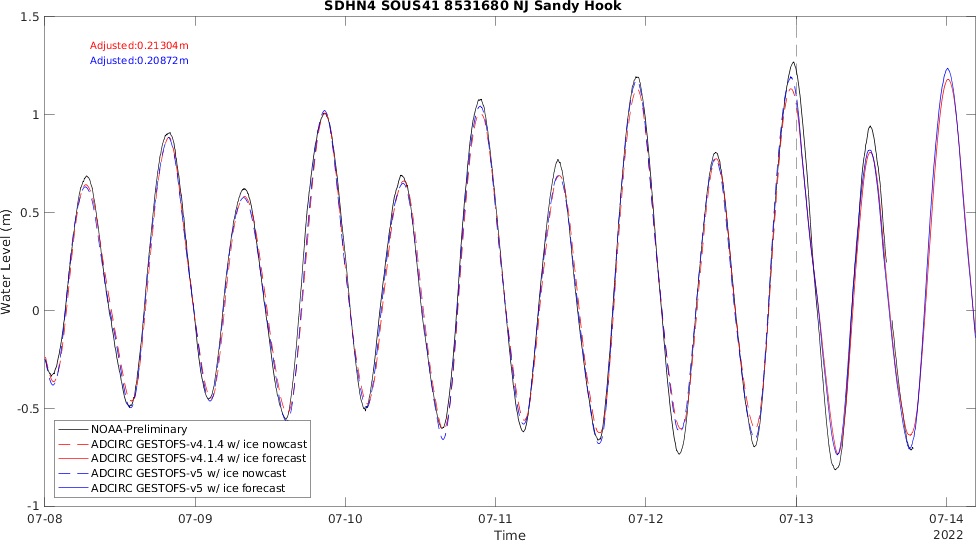 SDHN4 SOUS41 8531680 NJ Sandy Hook
1.5
Adjusted:0.21304m
Adjusted:0.20872m
1
0.5
Water Level (m)
0
-0.5
NOAA-Preliminary
ADCIRC GESTOFS-v4.1.4 w/ ice nowcast
ADCIRC GESTOFS-v4.1.4 w/ ice forecast
ADCIRC GESTOFS-v5 w/ ice nowcast
ADCIRC GESTOFS-v5 w/ ice forecast
-1
07-08 07-09 07-10 07-11 07-12 07-13 07-14
Time 2022